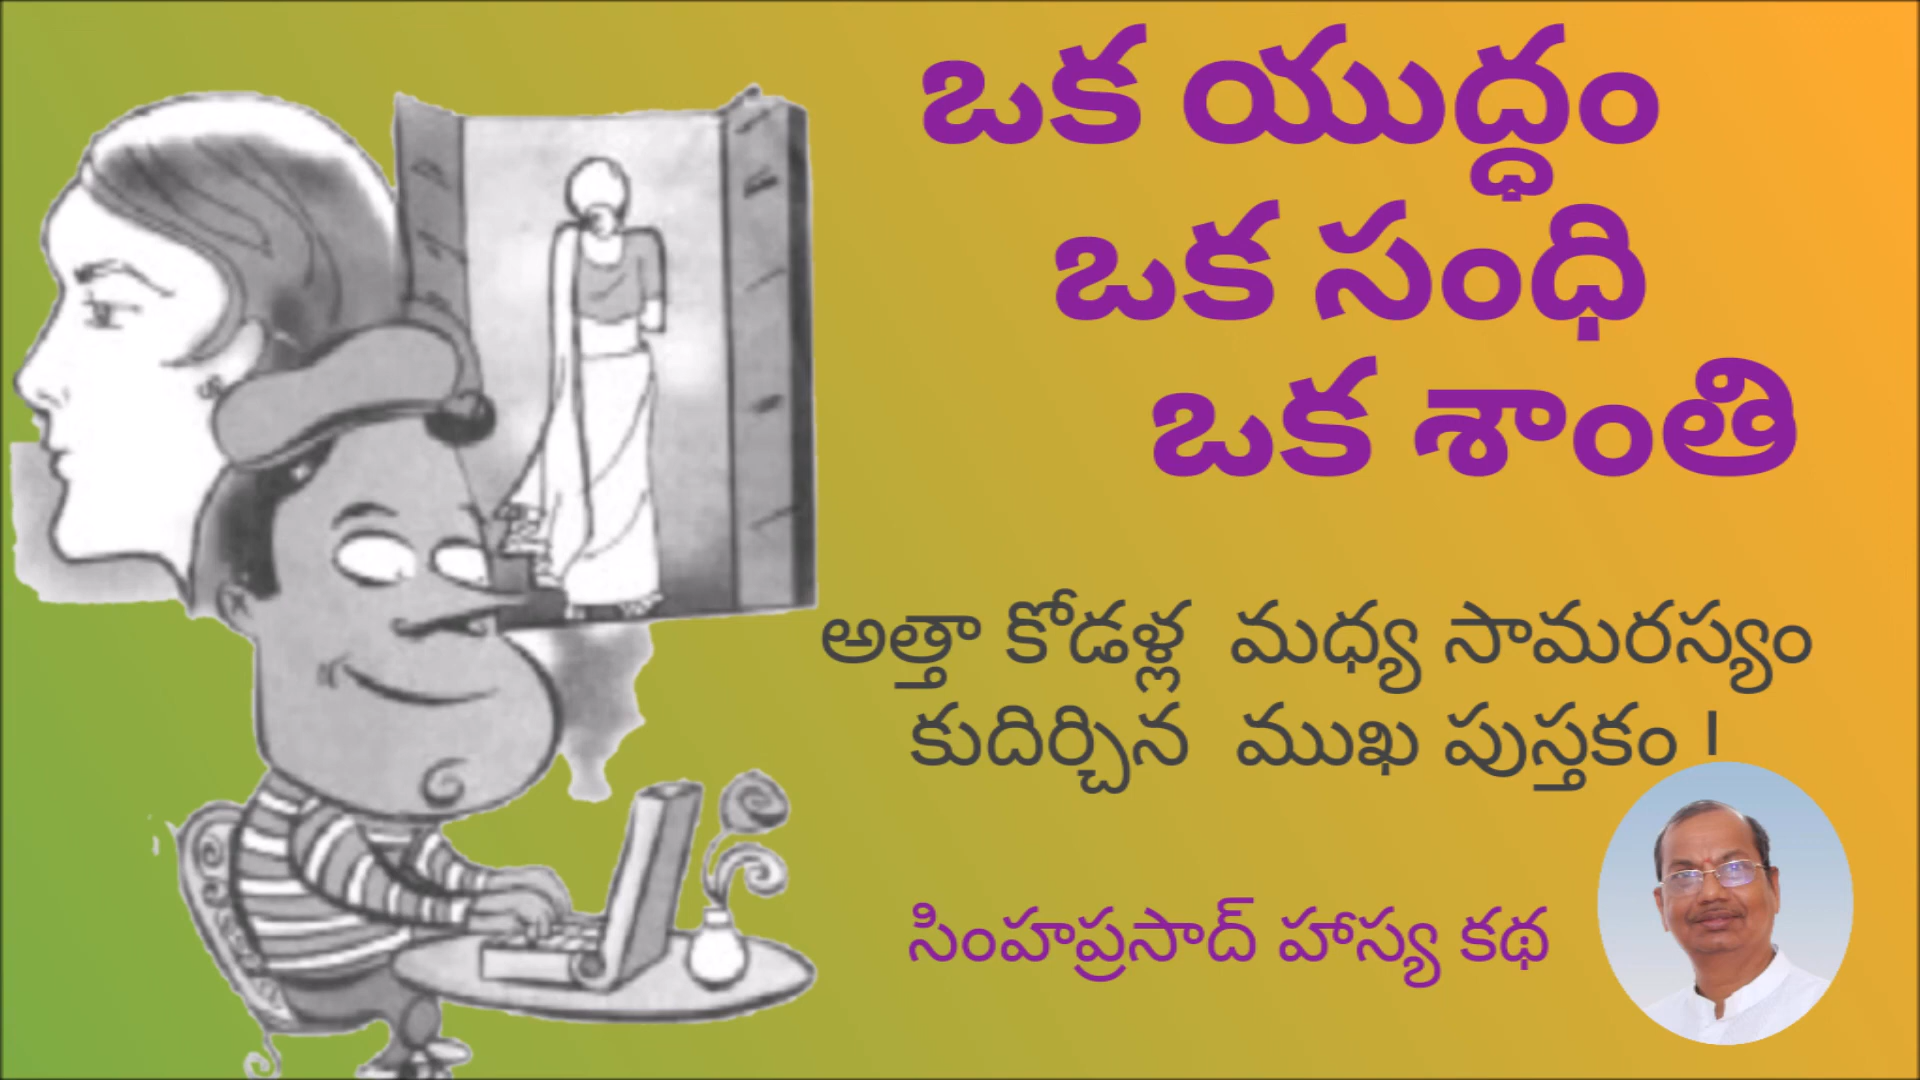 ఒక యుద్ధం
ఒక సంధి
ఒక శాంతి
అత్తా కోడళ్ల మధ్య సామరస్యం
కుదిర్చిన ముఖ పుస్తకం !
సింహప్రసాద్ హాస్య కథ